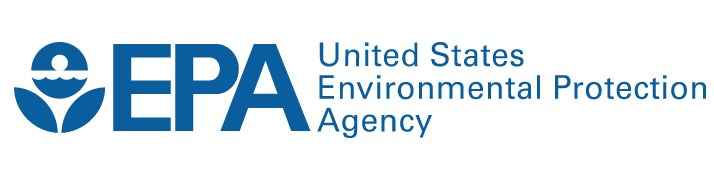 EPA
United States
Environmental Protection
Agency